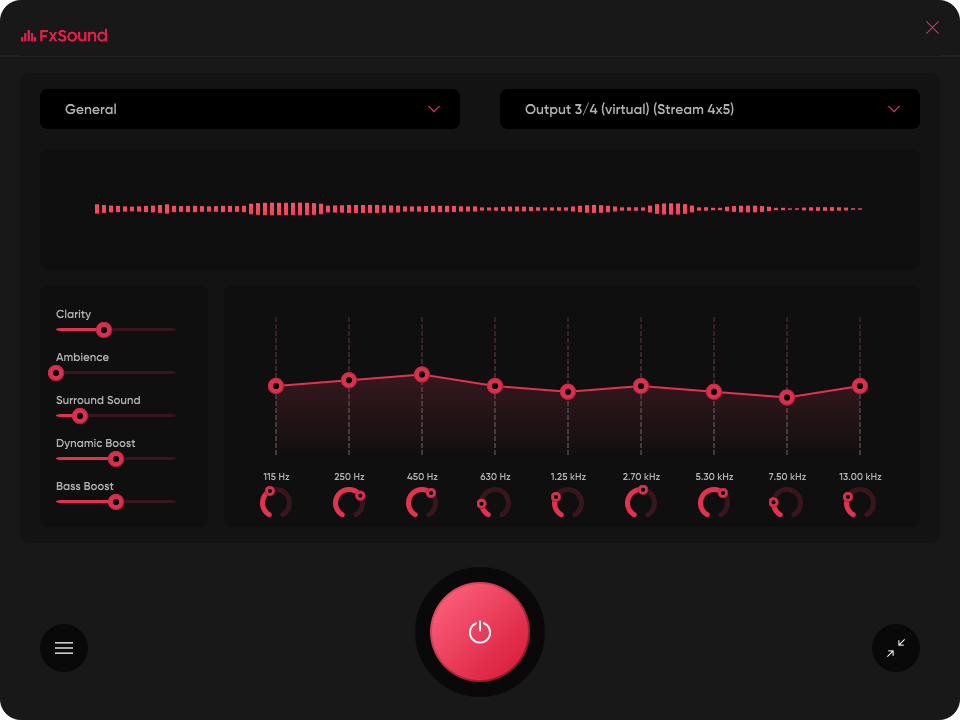 FxSound
General
Output 3/4 (virtual) (Stream 4x5)
Clarity
Ambience
Surround Sound
Dynamic Boost
Bass Boost
115 Hz 250 Hz 450 Hz 630 Hz 1.25 kHz 2.70 kHz 5.30 kHz 7.50 kHz 13.00 kHz